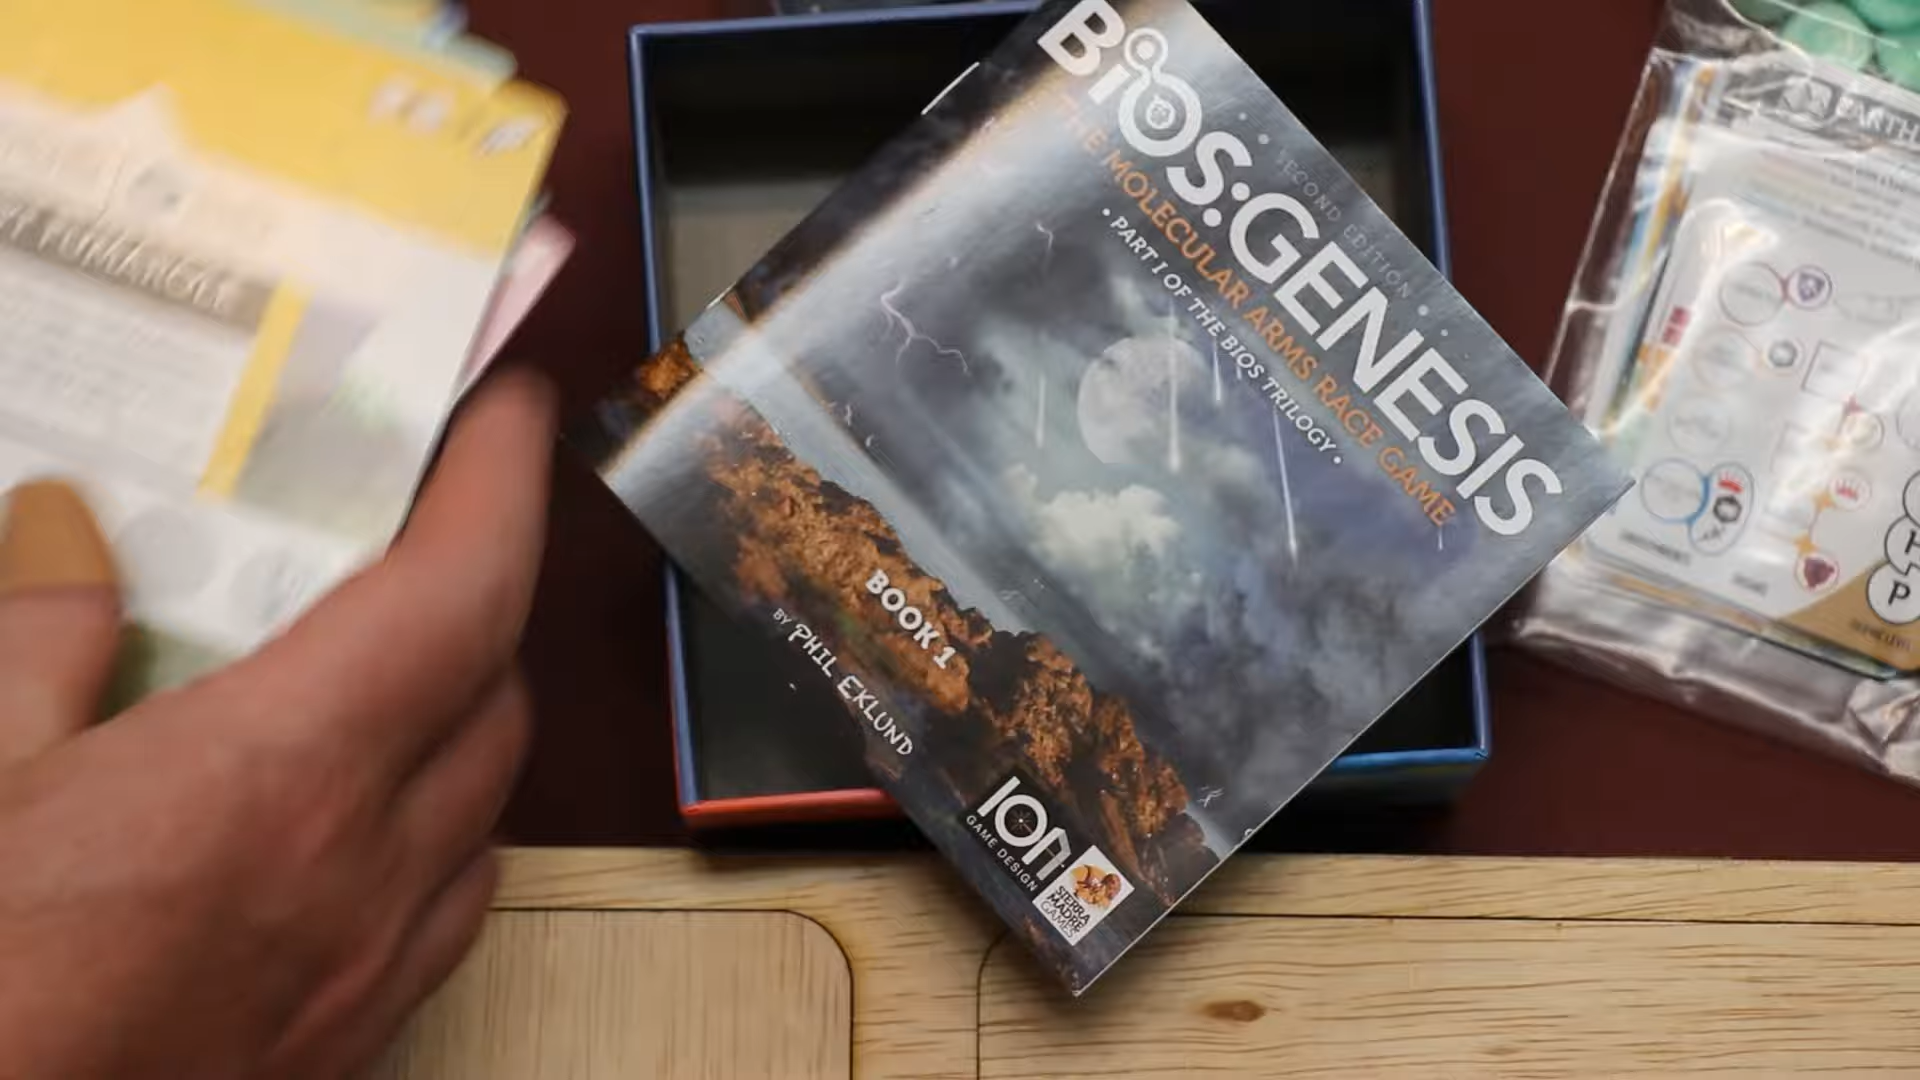 BIOS:GENESIS
SECOND EDITION
THE MOLECULAR ARMS RACE GAME
• PART I OF THE BIOS TRILOGY •
BOOK 1
BY PHIL EKLUND
ION
GAME DESIGN
SIERRA
MADRE
GAMES
EARTH
H
P